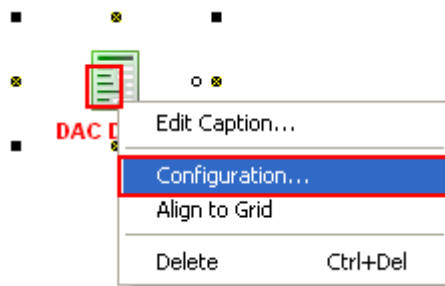 DAC
Edit Caption...
Configuration...
Align to Grid
Delete Ctrl+Del